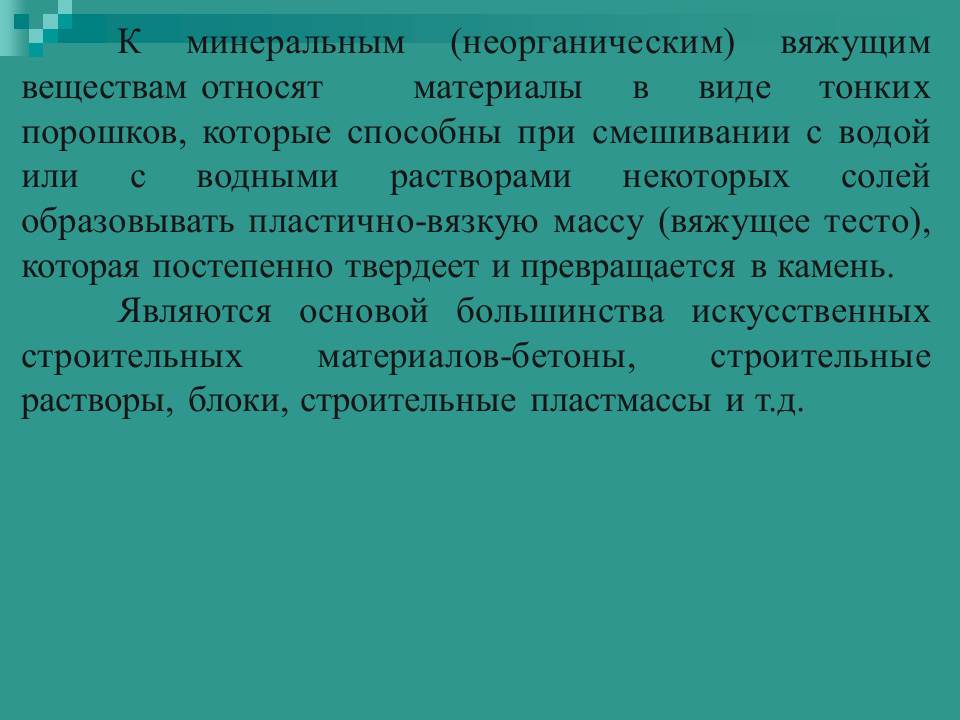 К минеральным (неорганическим) вяжущим
веществам относят материалы в виде тонких
порошков, которые способны при смешивании с водой
или с водными растворами некоторых солей
образовывать пластично-вязкую массу (вяжущее тесто),
которая постепенно твердеет и превращается в камень.
Являются основой большинства искусственных
строительных материалов-бетоны, строительные
растворы, блоки, строительные пластмассы и т.д.